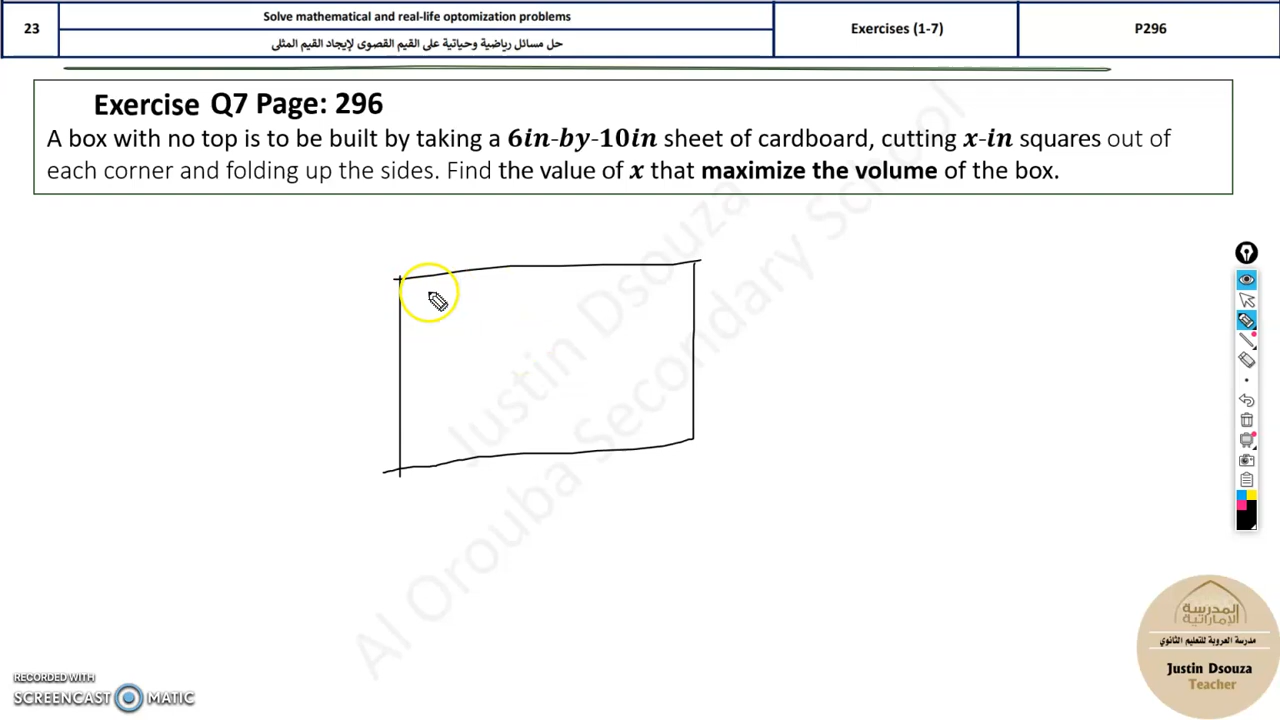 23
Solve mathematical and real-life optomization problems
حل مسائل رياضية وحياتية على القيم القصوى لإيجاد القيم المثلى
Exercises (1-7)
P296
Exercise Q7 Page: 296
A box with no top is to be built by taking a 6in-by-10in sheet of cardboard, cutting x-in squares out of
each corner and folding up the sides. Find the value of x that maximize the volume of the box.
Justin Dsouza
Al Orouba Secondary School
المدرسة
الإماراتية
مدرسة العروبة للتعليم الثانوي
Justin Dsouza
Teacher
RECORDED WITH
SCREENCAST MATIC